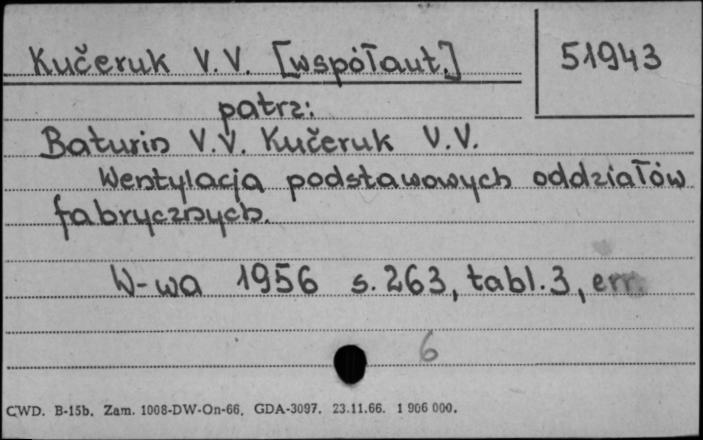 Kučeruk V.V. [współaut.]
51943
patrz:
Baturin V.V. Kučeruk V.V.
Wentylacja podstawowych oddziałów
fabrycznych.
W-wa 1956 s. 263, tabl. 3, err.
6
CWD. B-15b. Zam. 1008-DW-On-66. GDA-3097. 23.11.66. 1 906 000.